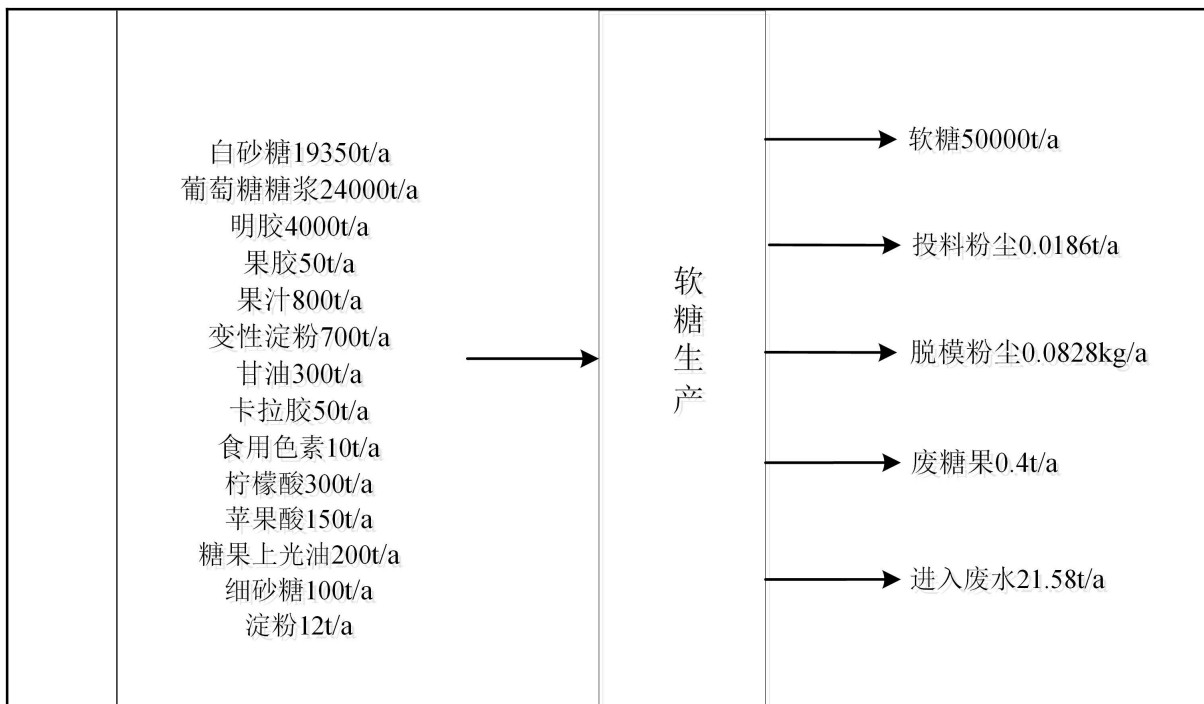 白砂糖19350t/a
葡萄糖糖浆24000t/a
明胶4000t/a
果胶50t/a
果汁800t/a
变性淀粉700t/a
甘油300t/a
卡拉胶50t/a
食用色素10t/a
柠檬酸300t/a
苹果酸150t/a
糖果上光油200t/a
细砂糖100t/a
淀粉12t/a
软
糖
生
产
软糖50000t/a
投料粉尘0.0186t/a
脱模粉尘0.0828kg/a
废糖果0.4t/a
进入废水21.58t/a